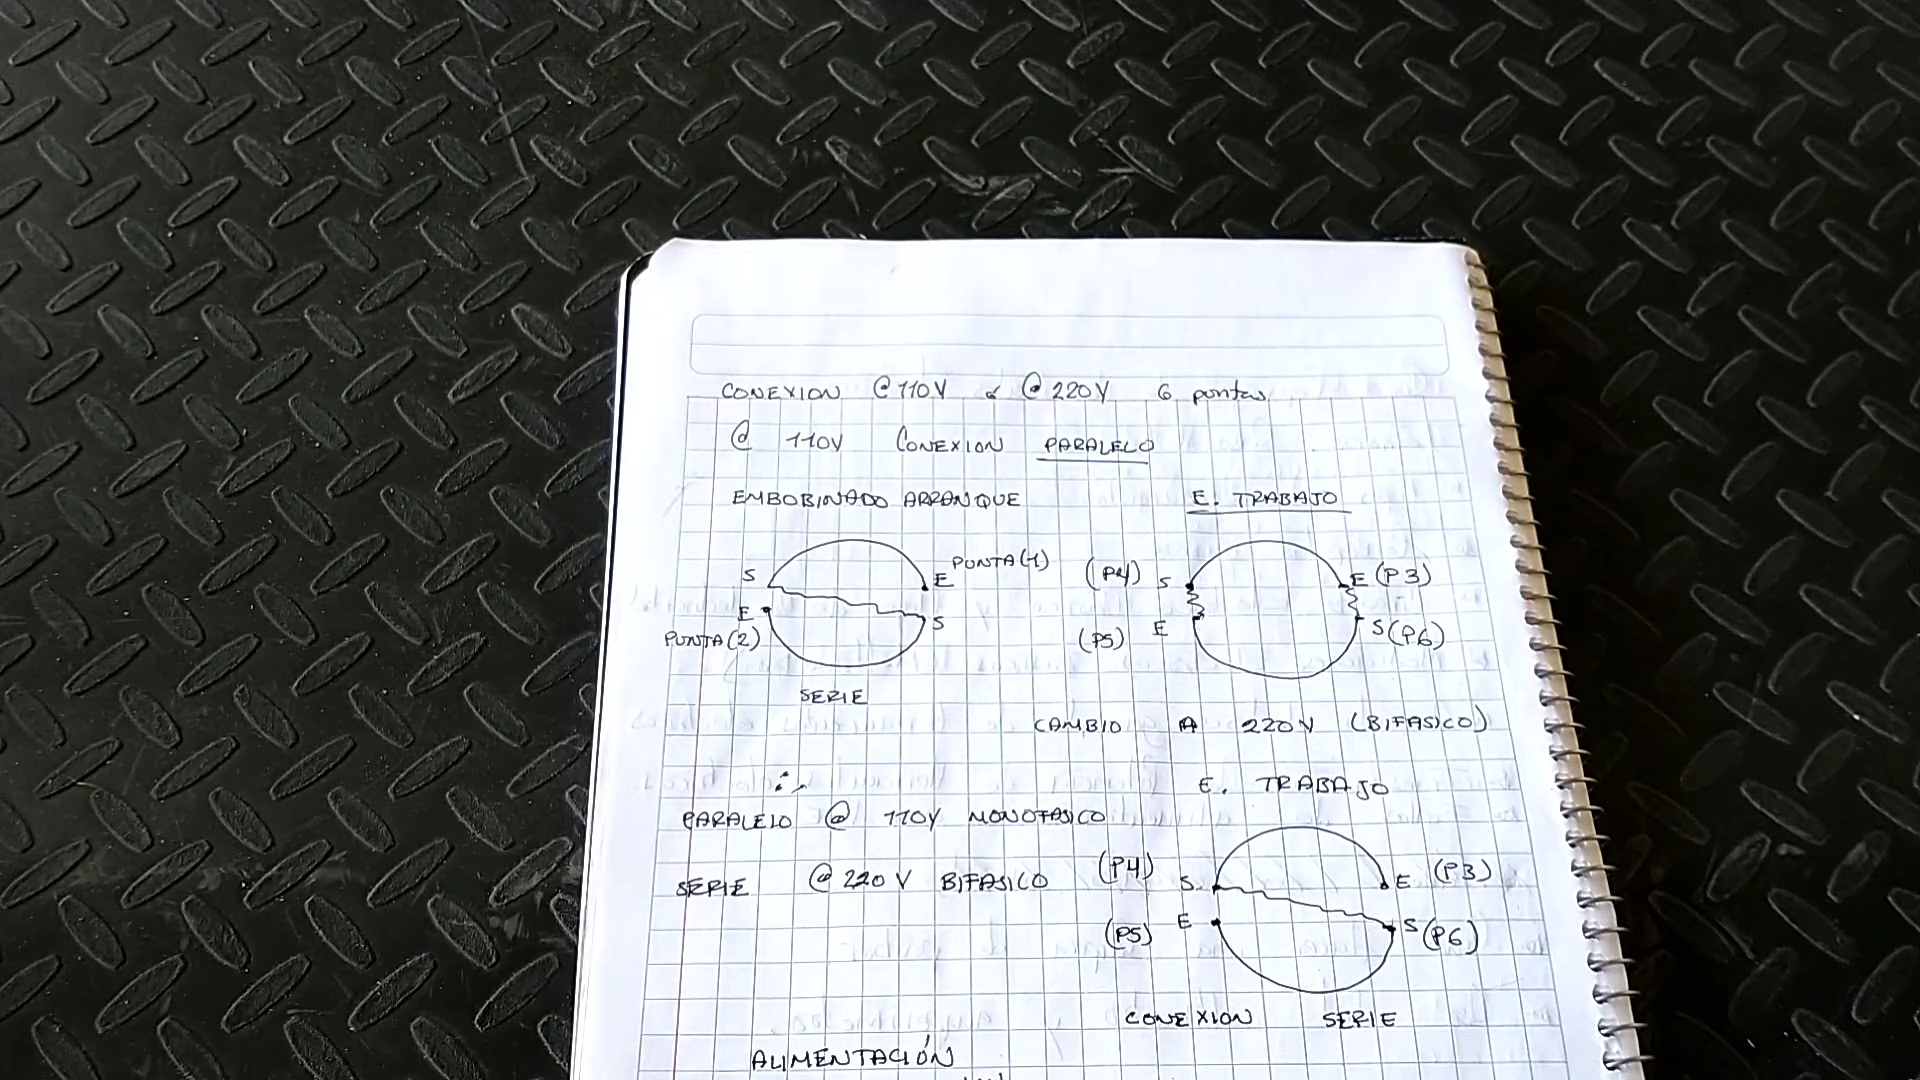 CONEXION @ 110V & @ 220V 6 puntas
@ 110V CONEXION PARALELO
EMBOBINADO ARRANQUE
E. TRABAJO
S
E PUNTA(1)
E
PUNTA(2)
S
SERIE
(P4) S
E (P3)
(P5) E
S(P6)
CAMBIO A 220V (BIFASICO)
∴
PARALELO @ 110V MONOFASICO
SERIE @ 220V BIFASICO
E. TRABAJO
(P4) S
E (P3)
(P5) E
S(P6)
CONEXION SERIE
ALIMENTACIÓN